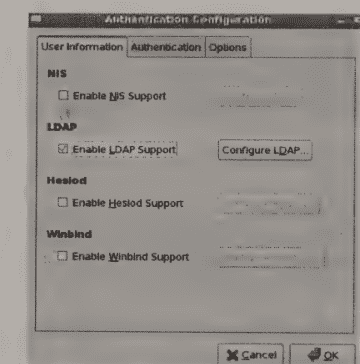 Authentication Configuration
User Information Authentication Options
NIS
Enable NIS Support
LDAP
Enable LDAP Support Configure LDAP...
Hesiod
Enable Hesiod Support
Winbind
Enable Winbind Support
Cancel OK